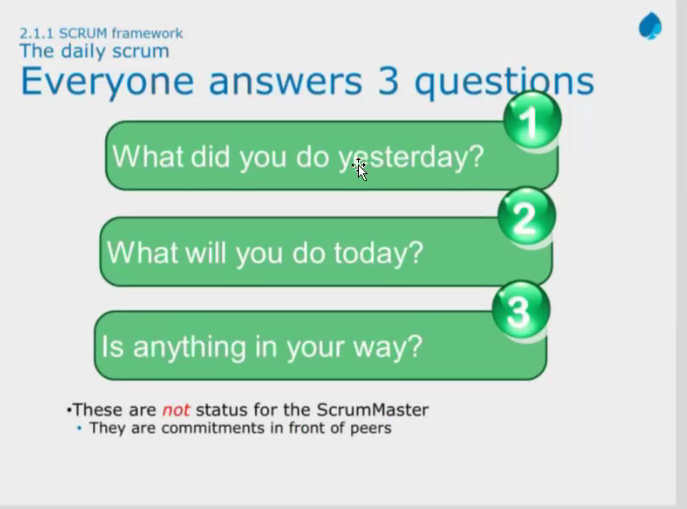 2.1.1 SCRUM framework
The daily scrum
Everyone answers 3 questions
1
What did you do yesterday?
2
What will you do today?
3
Is anything in your way?
•These are not status for the ScrumMaster
• They are commitments in front of peers